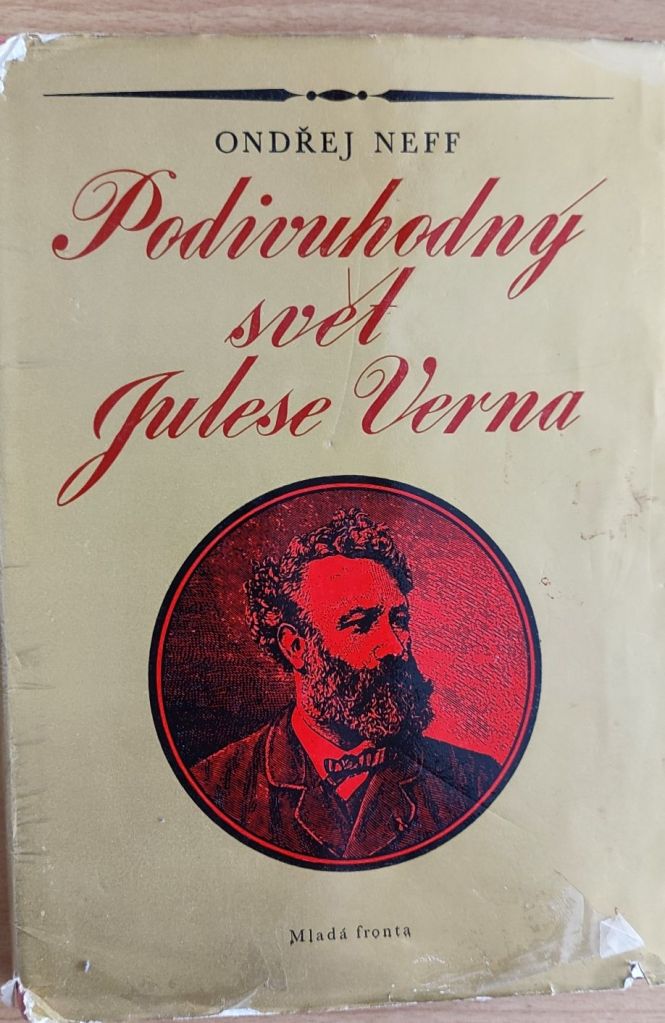 ONDŘEJ NEFF
Podivuhodný
svět
Julese Verna
Mladá fronta